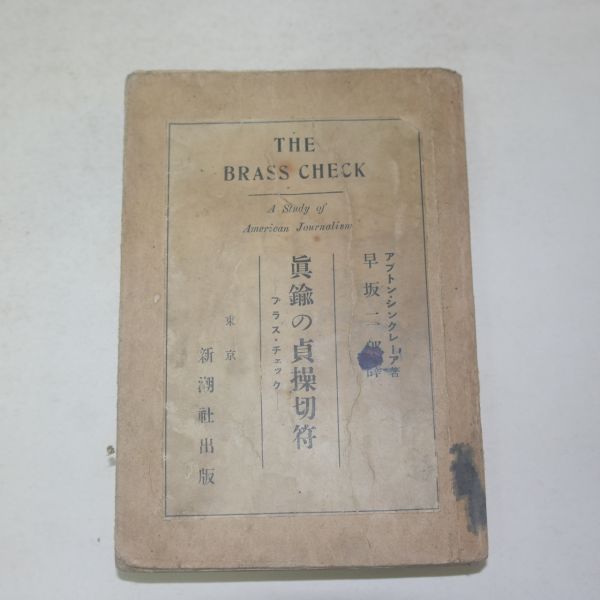 THE
BRASS CHECK
A Study of
American Journalism
アプトン・シンクレーア著
早坂二郎譯
眞鍮の貞操切符
ブラス・チェック
東京
新潮社出版